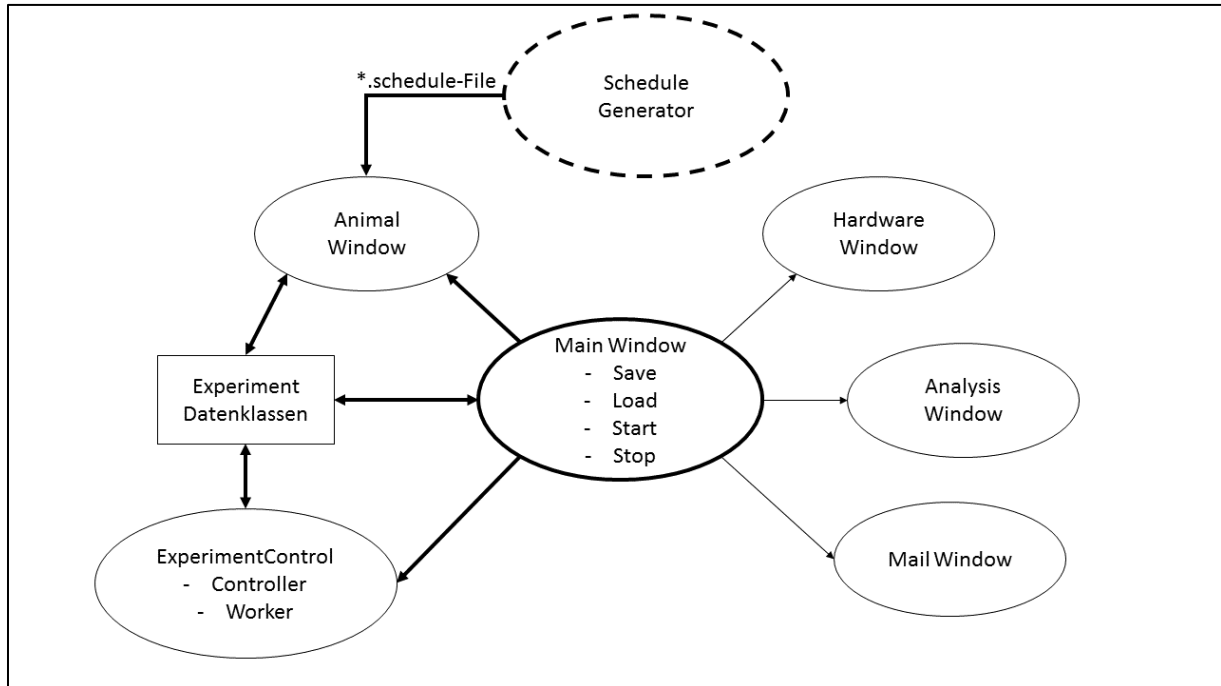 *.schedule-File
Schedule
Generator
Animal
Window
Hardware
Window
Main Window
- Save
- Load
- Start
- Stop
Experiment
Datenklassen
Analysis
Window
ExperimentControl
- Controller
- Worker
Mail Window